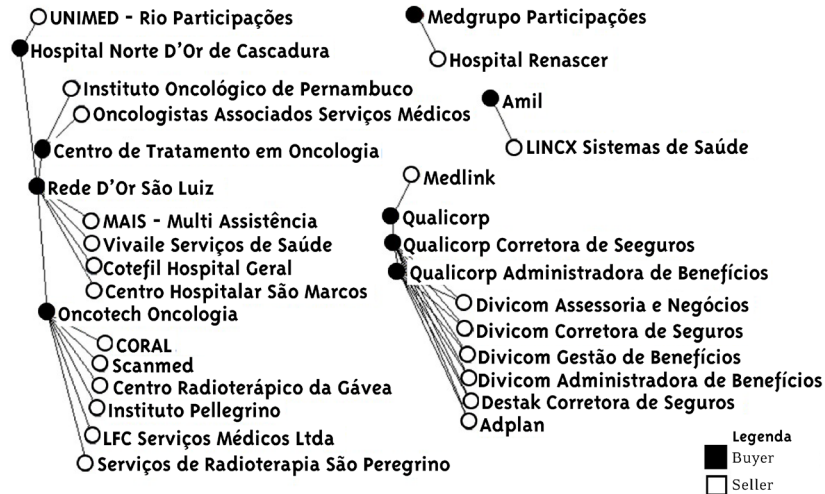 UNIMED - Rio Participações
Hospital Norte D'Or de Cascadura
Instituto Oncológico de Pernambuco
Oncologistas Associados Serviços Médicos
Centro de Tratamento em Oncologia
Rede D'Or São Luiz
MAIS - Multi Assistência
Vivaile Serviços de Saúde
Cotefil Hospital Geral
Centro Hospitalar São Marcos
Oncotech Oncologia
CORAL
Scanmed
Centro Radioterápico da Gávea
Instituto Pellegrino
LFC Serviços Médicos Ltda
Serviços de Radioterapia São Peregrino
Medgrupo Participações
Hospital Renascer
Amil
LINCX Sistemas de Saúde
Medlink
Qualicorp
Qualicorp Corretora de Seeguros
Qualicorp Administradora de Benefícios
Divicom Assessoria e Negócios
Divicom Corretora de Seguros
Divicom Gestão de Benefícios
Divicom Administradora de Benefícios
Destak Corretora de Seguros
Adplan
Legenda
Buyer
Seller